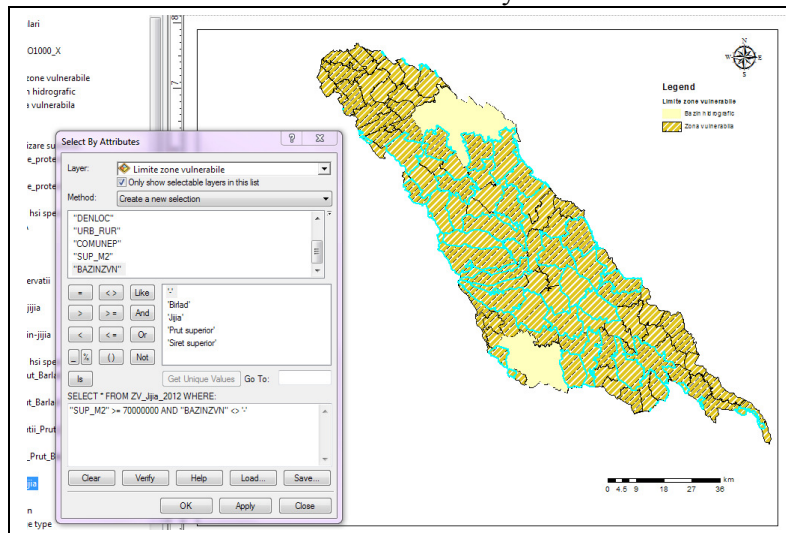 ilari
O1000_X
zone vulnerabile
n hidrografic
a vulnerabila
izare su
e_prote
e_prote
hsi spe
ervatii
jijia
in-jijia
hsi spe
ut_Barla
ut_Barla
tii_Prut
_Prut_B
jia
n
e type
18
17
Select By Attributes
Layer:
Limite zone vulnerabile
Only show selectable layers in this list
Method:
Create a new selection
"DENLOC"
"URB_RUR"
"COMUNEP"
"SUP_M2"
"BAZINZVN"
= < > Like
> > = And
< < = Or
_ % ( ) Not
Is
'-'
'Birlad'
'Jijia'
'Prut superior'
'Siret superior'
Get Unique Values Go To:
SELECT * FROM ZV_Jijia_2012 WHERE:
"SUP_M2" >= 70000000 AND "BAZINZVN" <> '-'
Clear Verify Help Load... Save...
OK Apply Close
N
W E
S
Legend
Limite zone vulnerabile
Bazin hidrografic
Zona vulnerabila
km
0 4.5 9 18 27 36